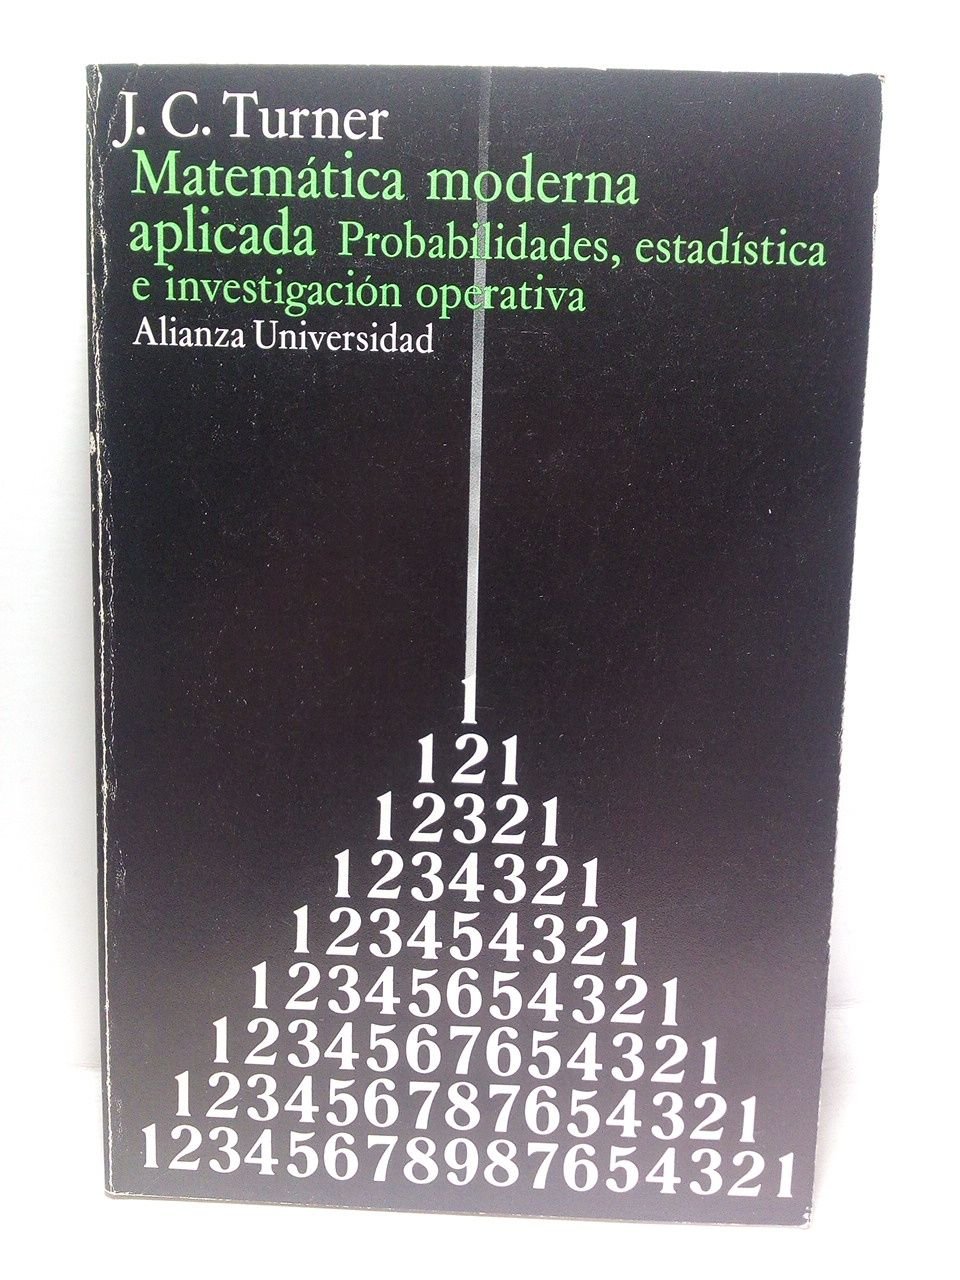 J. C. Turner
Matemática moderna
aplicada Probabilidades, estadística
e investigación operativa
Alianza Universidad
1
121
12321
1234321
123454321
12345654321
1234567654321
123456787654321
12345678987654321